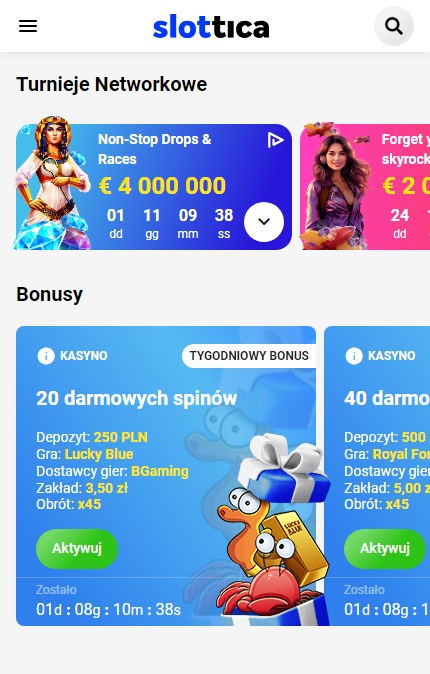 slottica
Turnieje Networkowe
Non-Stop Drops &
Races
€ 4 000 000
01 11 09 38
dd gg mm ss
Forget
skyrock
€ 2 0
24
dd
Bonusy
KASYNO
TYGODNIOWY BONUS
20 darmowych spinów
Depozyt: 250 PLN
Gra: Lucky Blue
Dostawcy gier: BGaming
Zakład: 3,50 zł
Obrót: x45
Aktywuj
Zostało
01d : 08g : 10m : 38s
LUCKY
BLUE
KASYNO
40 darmo
Depozyt: 500
Gra: Royal For
Dostawcy gier
Zakład: 5,00 z
Obrót: x45
Aktywuj
Zostało
01d : 08g : 1